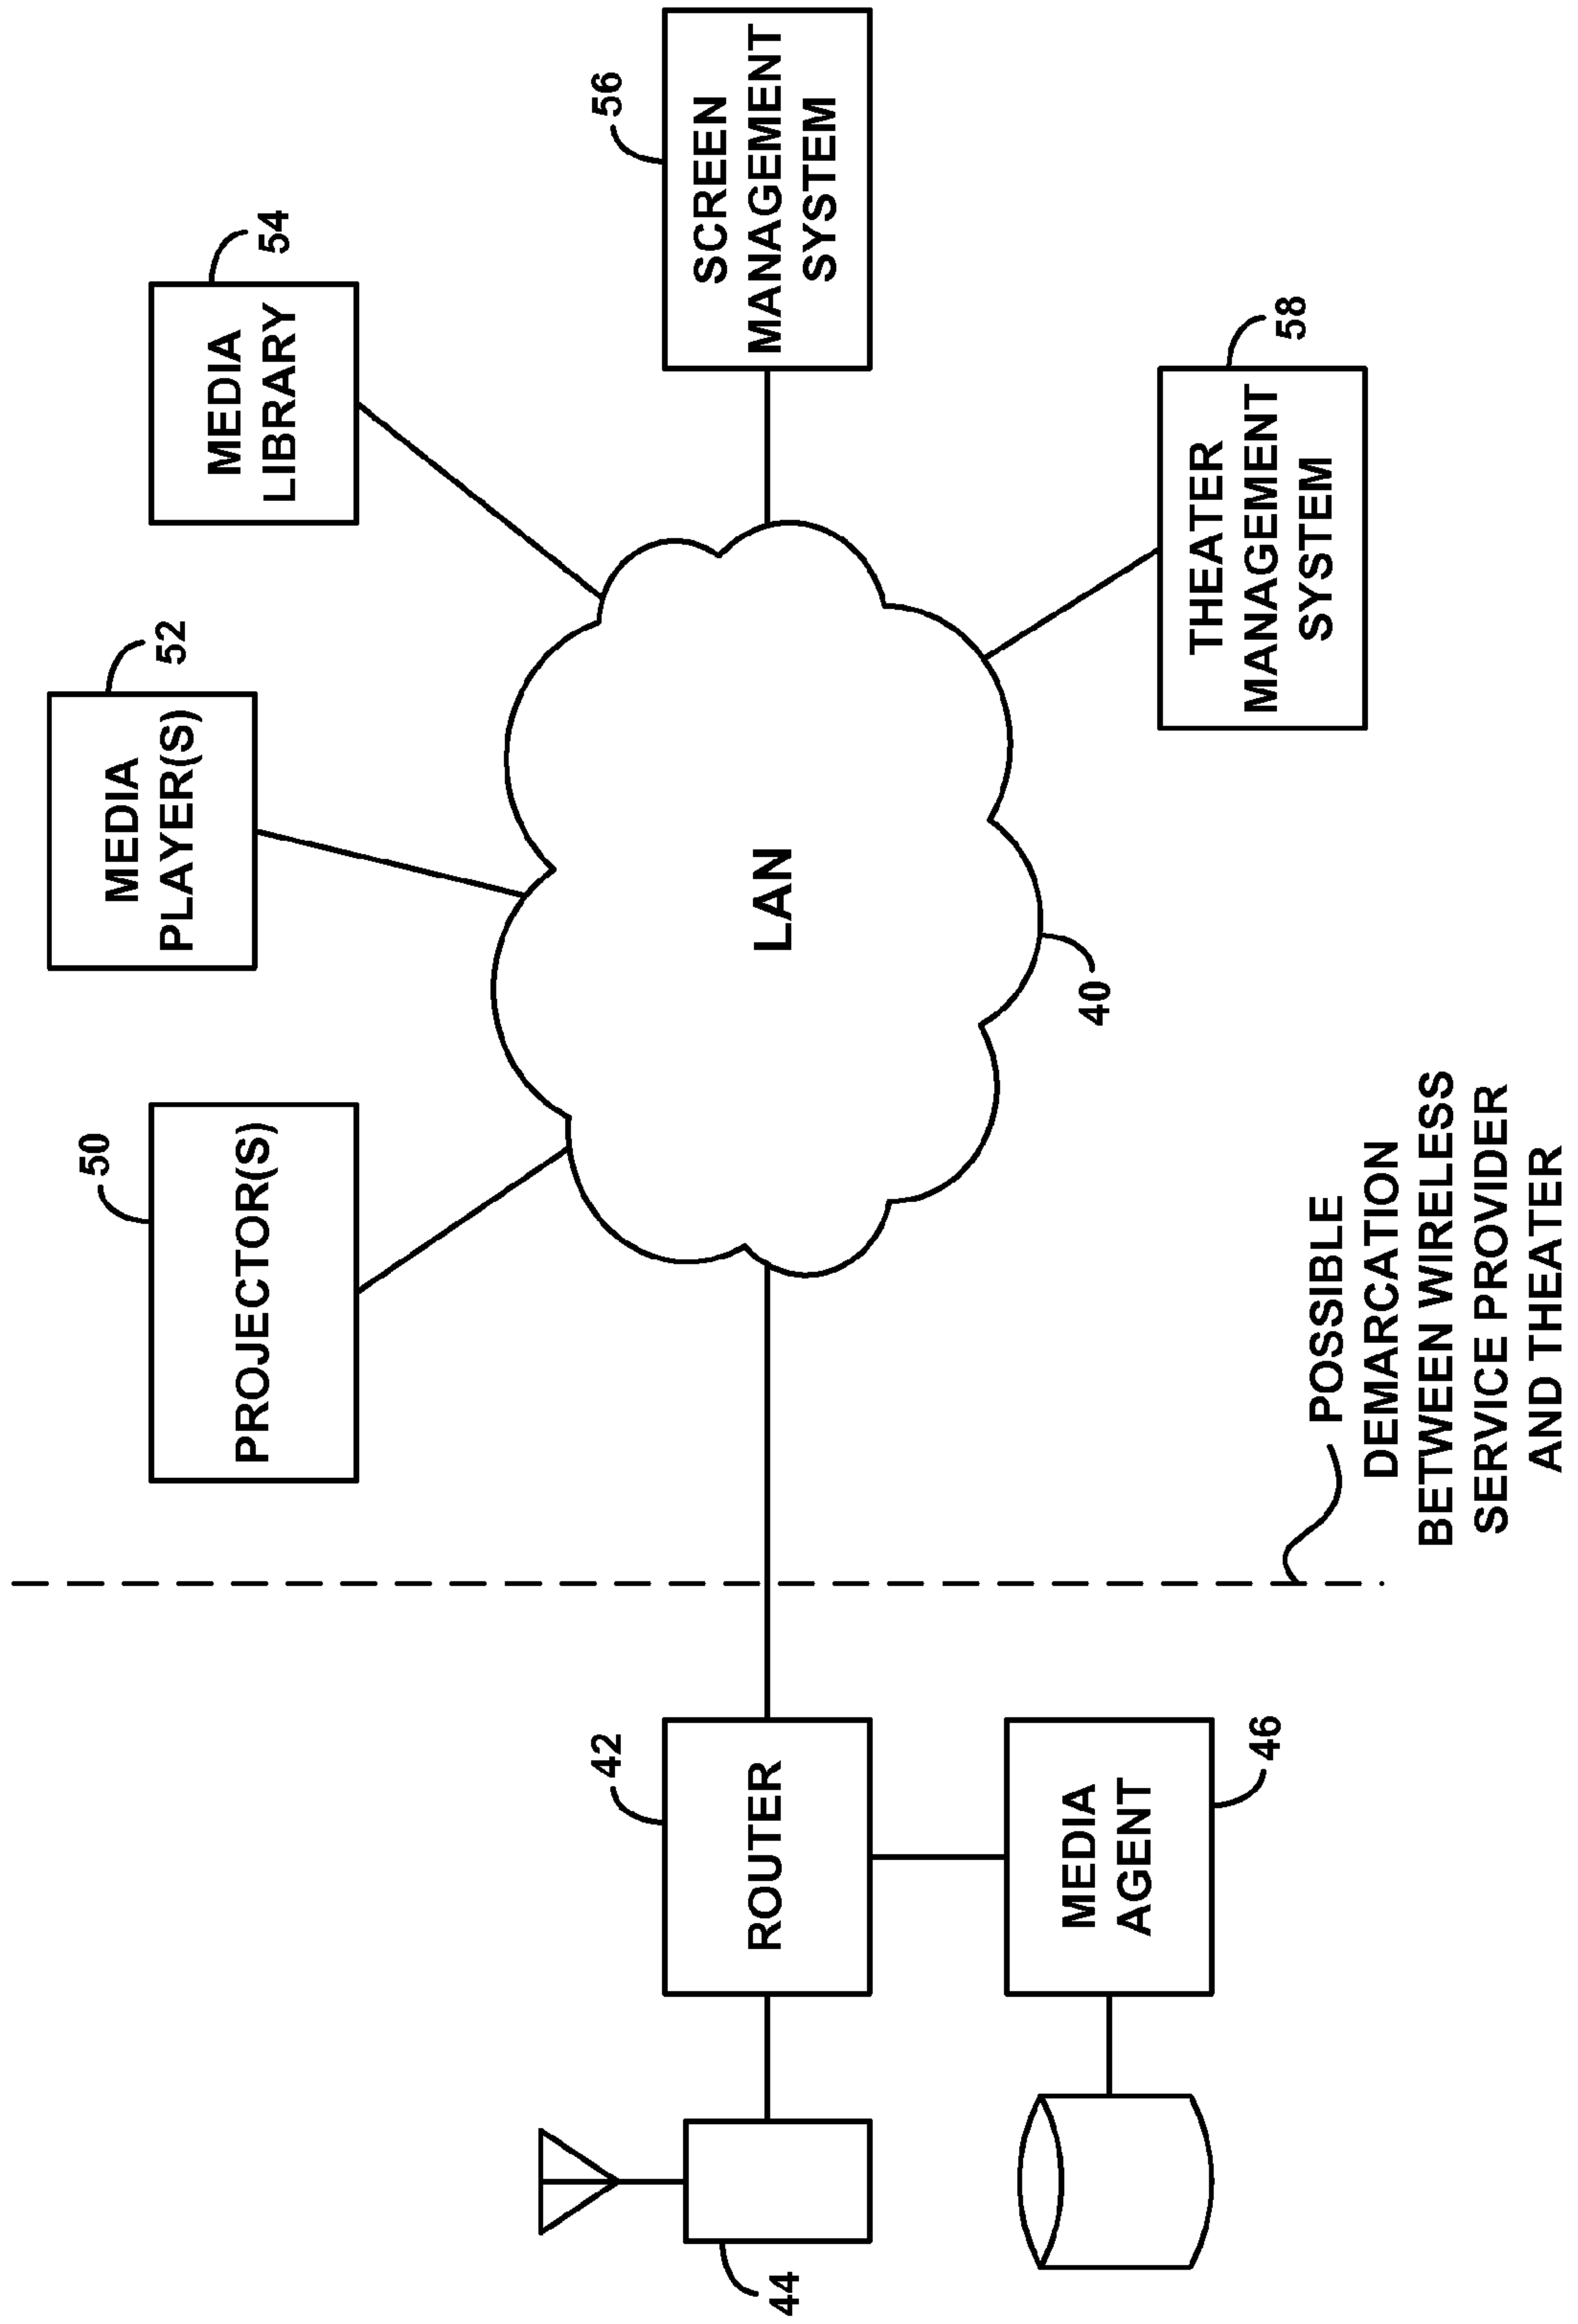 50
PROJECTOR(S)
52
MEDIA
PLAYER(S)
54
MEDIA
LIBRARY
44
42
ROUTER
LAN
56
SCREEN
MANAGEMENT
SYSTEM
40
46
MEDIA
AGENT
58
THEATER
MANAGEMENT
SYSTEM
POSSIBLE
DEMARCATION
BETWEEN WIRELESS
SERVICE PROVIDER
AND THEATER